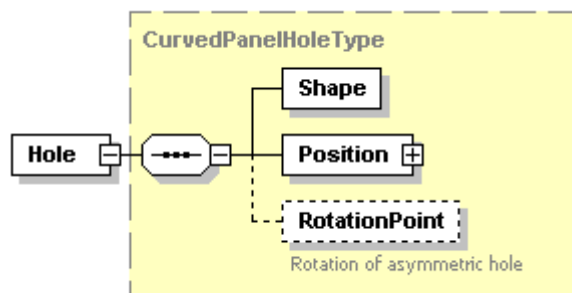 CurvedPanelHoleType
Shape
Hole
Position
RotationPoint
Rotation of asymmetric hole